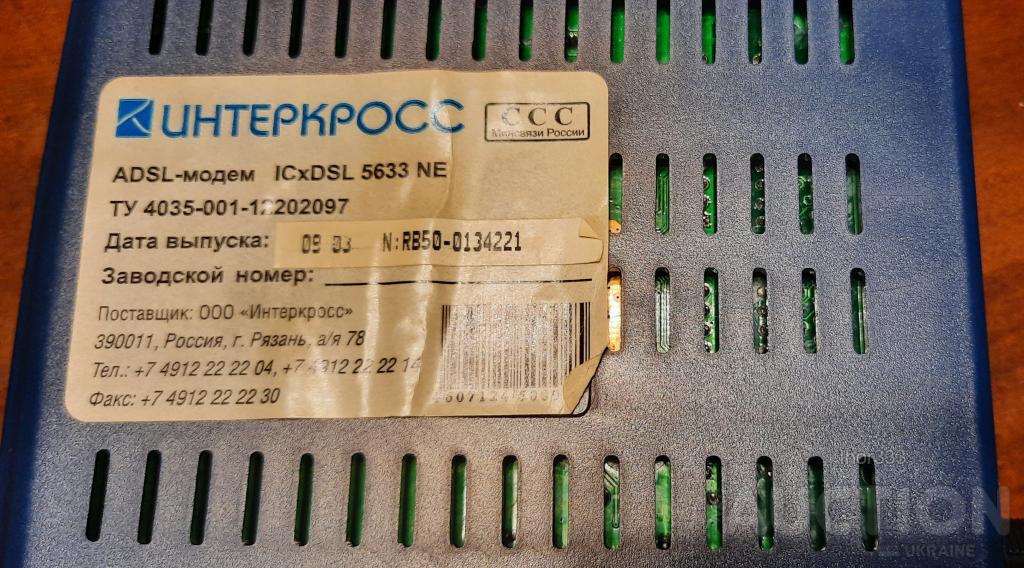 ИНТЕРКРОСС
ССС
Минсвязи России
ADSL-модем ICxDSL 5633 NE
ТУ 4035-001-12202097
Дата выпуска: 09 03 N:RB50-0134221
Заводской номер:
Поставщик: ООО «Интеркросс»
390011, Россия, г. Рязань, а/я 78
Тел.: +7 4912 22 22 04, +7 4912 22 22 14
Факс: +7 4912 22 22 30
AUCTION
UKRAINE